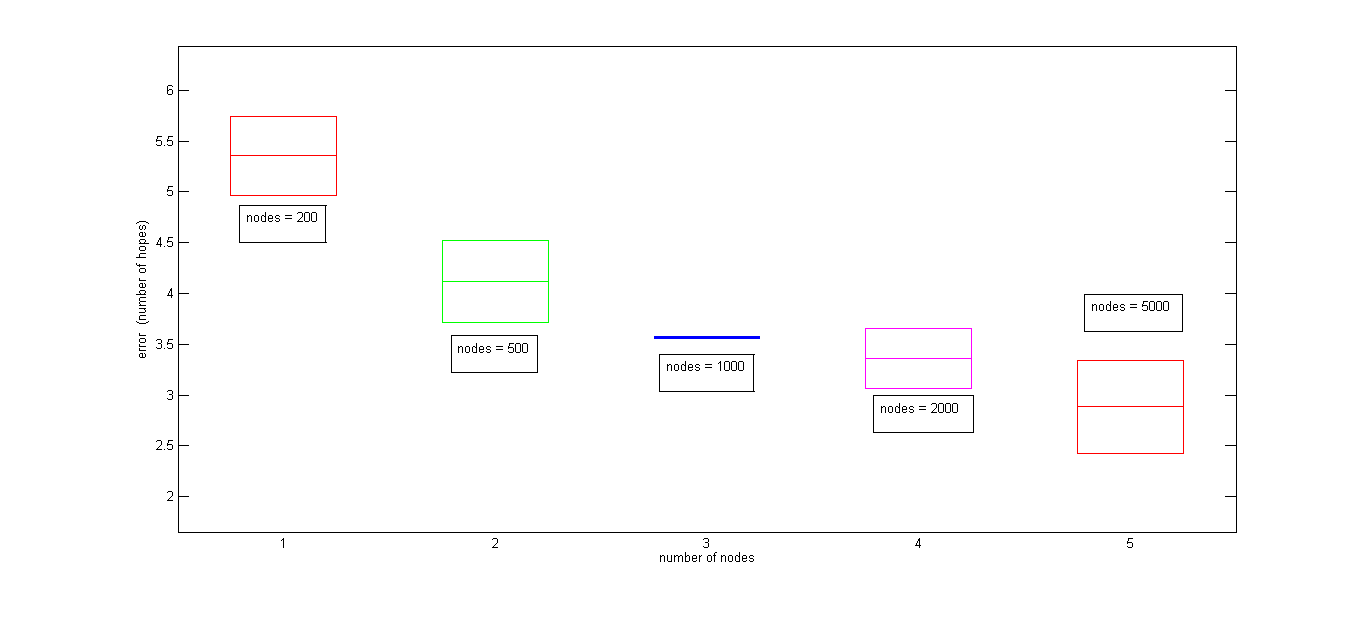 6
5.5
5
4.5
4
3.5
3
2.5
2
error (number of hopes)
nodes = 200
nodes = 500
nodes = 1000
nodes = 2000
nodes = 5000
1 2 3 4 5
number of nodes